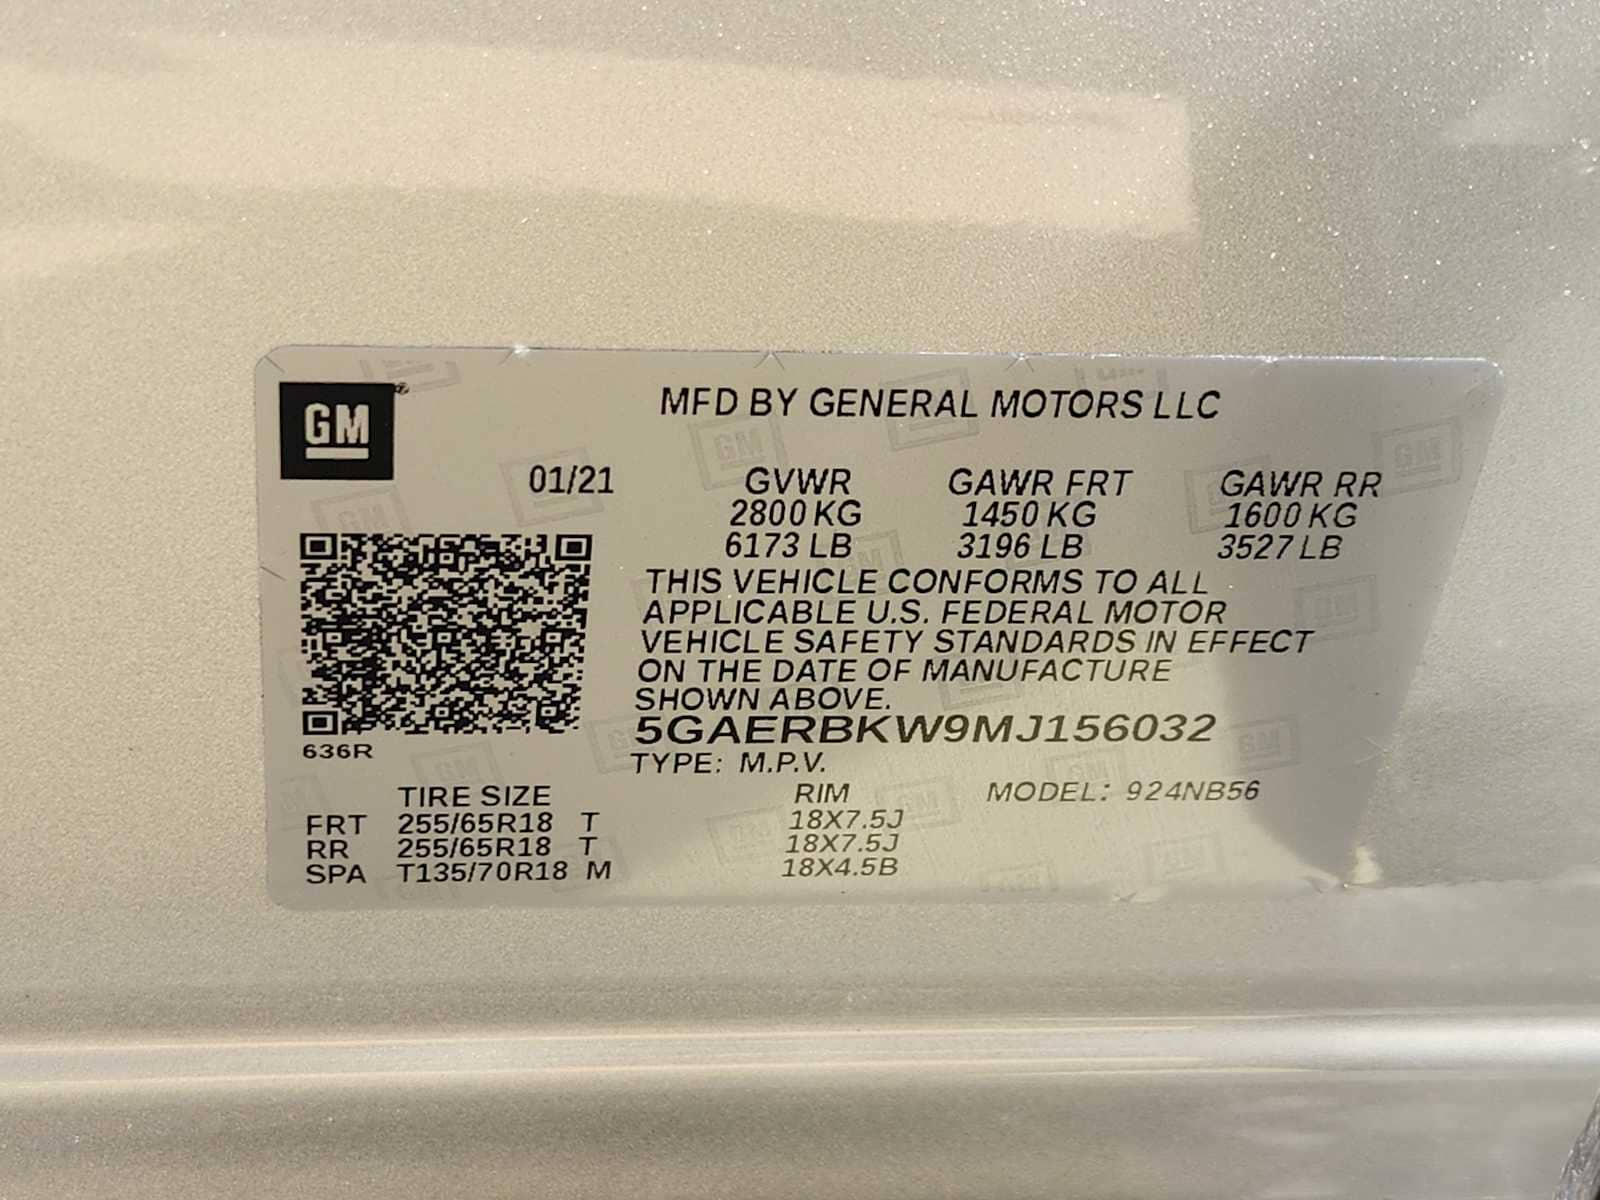 GM®
MFD BY GENERAL MOTORS LLC
01/21 GVWR GAWR FRT GAWR RR
2800 KG 1450 KG 1600 KG
6173 LB 3196 LB 3527 LB
THIS VEHICLE CONFORMS TO ALL
APPLICABLE U.S. FEDERAL MOTOR
VEHICLE SAFETY STANDARDS IN EFFECT
ON THE DATE OF MANUFACTURE
SHOWN ABOVE.
5GAERBKW9MJ156032
636R
TYPE: M.P.V.
TIRE SIZE RIM MODEL: 924NB56
FRT 255/65R18 T 18X7.5J
RR 255/65R18 T 18X7.5J
SPA T135/70R18 M 18X4.5B